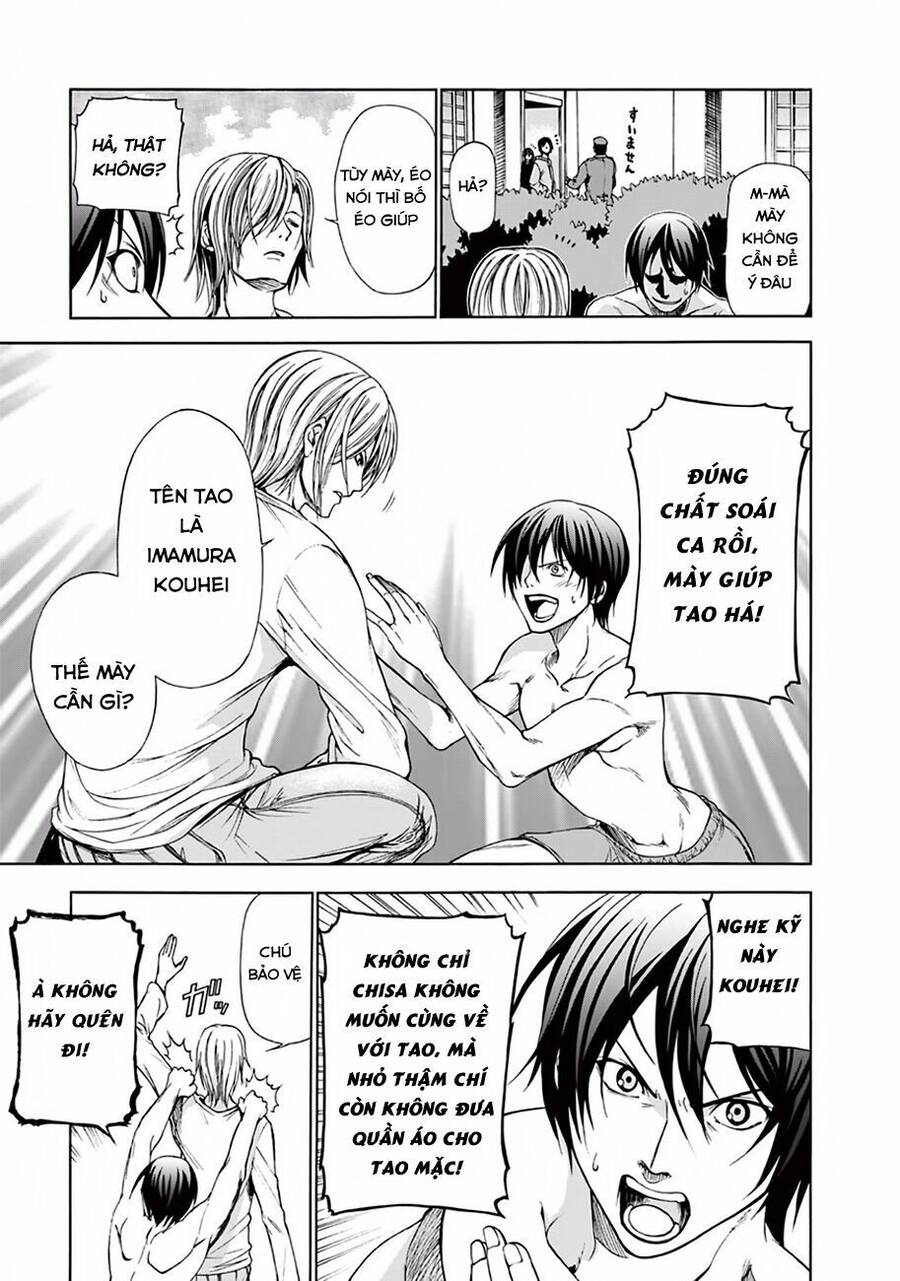 すいません
M-MÀ
MÀY
KHÔNG
CẦN ĐỂ
Ý ĐÂU
HẢ?
TÙY MÀY, ÉO
NÓI THÌ BỐ
ÉO GIÚP
HẢ, THẬT
KHÔNG?
ĐÚNG
CHẤT SOÁI
CA RỒI,
MÀY GIÚP
TAO HÁ!
TÊN TAO
LÀ
IMAMURA
KOUHEI
THẾ MÀY
CẦN GÌ?
NGHE KỸ
NÀY
KOUHEI!
KHÔNG CHỈ
CHISA KHÔNG
MUỐN CÙNG VỀ
VỚI TAO, MÀ
NHỎ THẬM CHÍ
CÒN KHÔNG ĐƯA
QUẦN ÁO CHO
TAO MẶC!
CHÚ
BẢO VỆ
ガッ
À KHÔNG
HÃY QUÊN
ĐI!